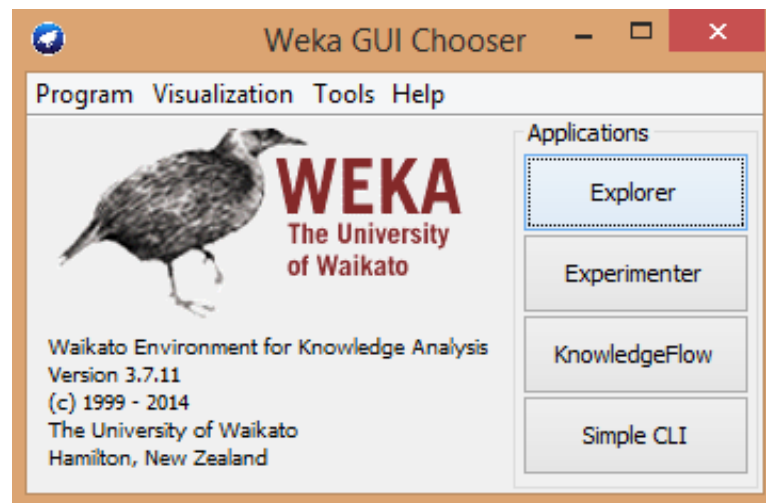 Weka GUI Chooser
Program Visualization Tools Help
WEKA
The University
of Waikato
Waikato Environment for Knowledge Analysis
Version 3.7.11
(c) 1999 - 2014
The University of Waikato
Hamilton, New Zealand
Applications
Explorer
Experimenter
KnowledgeFlow
Simple CLI